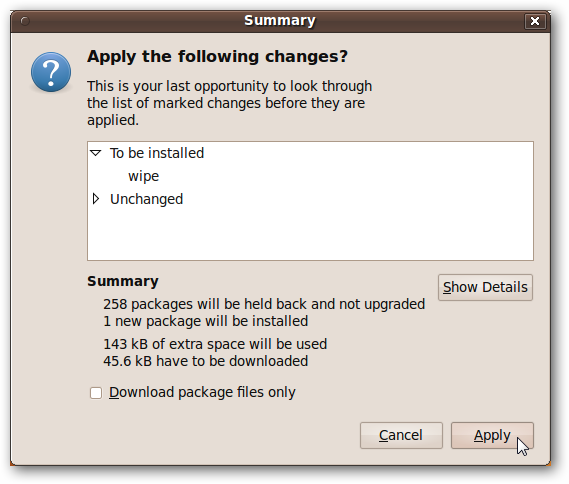 Summary
Apply the following changes?
This is your last opportunity to look through
the list of marked changes before they are
applied.
To be installed
wipe
Unchanged
Summary
Show Details
258 packages will be held back and not upgraded
1 new package will be installed
143 kB of extra space will be used
45.6 kB have to be downloaded
Download package files only
Cancel
Apply